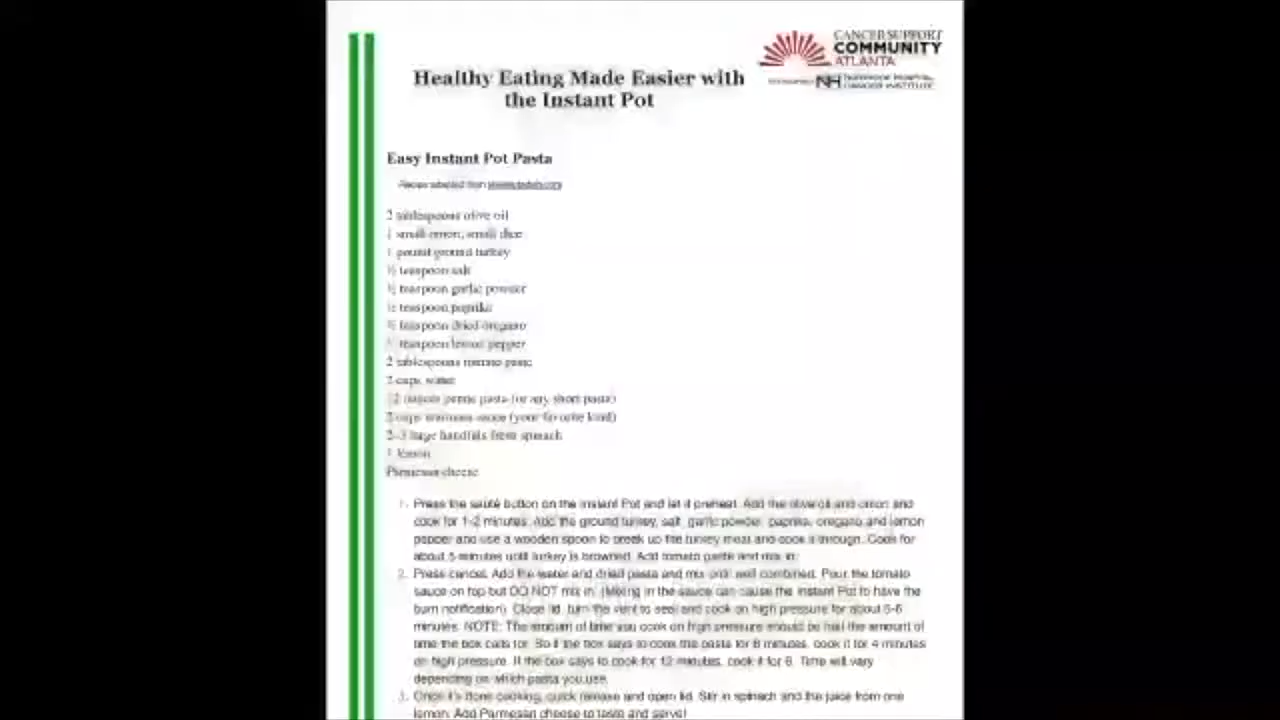 CANCER SUPPORT
COMMUNITY
ATLANTA
NH NORTHSIDE HOSPITAL
CANCER INSTITUTE
Healthy Eating Made Easier with
the Instant Pot
Easy Instant Pot Pasta
Recipe adapted from
2 tablespoons olive oil
1 small onion, small dice
1 pound ground turkey
½ teaspoon salt
½ teaspoon garlic powder
½ teaspoon paprika
½ teaspoon dried oregano
teaspoon lemon pepper
2 tablespoons tomato paste
cups water
12 ounces penne pasta (or any short pasta)
2 cups marinara sauce (your favorite kind)
2-3 large handfuls fresh spinach
1 lemon
Parmesan cheese
1. Press the sauté button on the Instant Pot and let it preheat. Add the olive oil and onion and
cook for 1-2 minutes. Add the ground turkey, salt, garlic powder, paprika, oregano and lemon
pepper and use a wooden spoon to break up the turkey meat and cook it through. Cook for
about 5 minutes until turkey is browned. Add tomato paste and mix in.
2. Press cancel. Add the water and dried pasta and mix until well combined. Pour the tomato
sauce on top but DO NOT mix in. (Mixing in the sauce can cause the Instant Pot to have the
burn notification). Close lid, turn the vent to seal and cook on high pressure for about 5-6
minutes. NOTE: The amount of time you cook on high pressure should be half the amount of
time the box calls for. So if the box says to cook the pasta for 8 minutes, cook it for 4 minutes
on high pressure. If the box says to cook for 12 minutes, cook it for 6. Time will vary
depending on which pasta you use.
3. Once it's done cooking, quick release and open lid. Stir in spinach and the juice from one
lemon. Add Parmesan cheese to taste and serve!